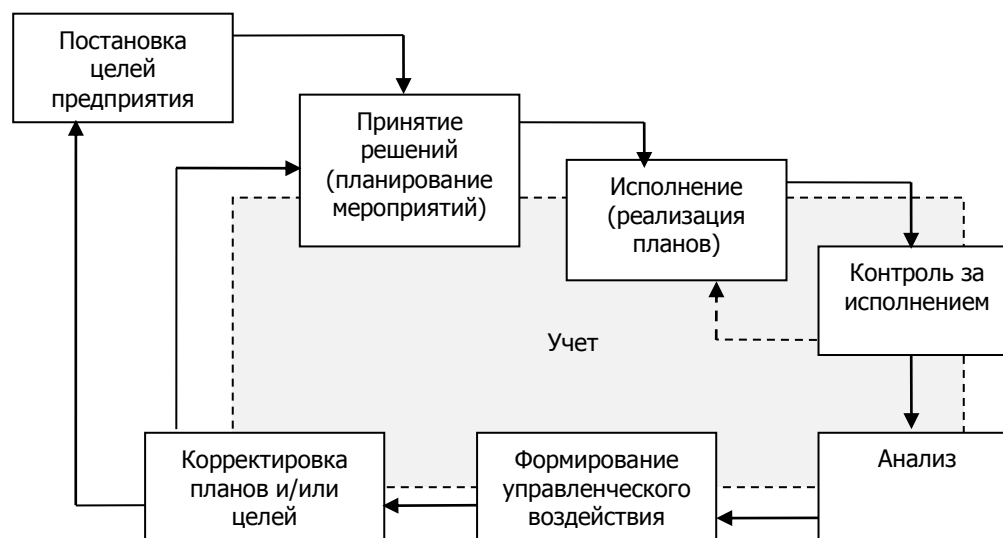 Постановка
целей
предприятия
Принятие
решений
(планирование
мероприятий)
Исполнение
(реализация
планов)
Контроль за
исполнением
Учет
Корректировка
планов и/или
целей
Формирование
управленческого
воздействия
Анализ